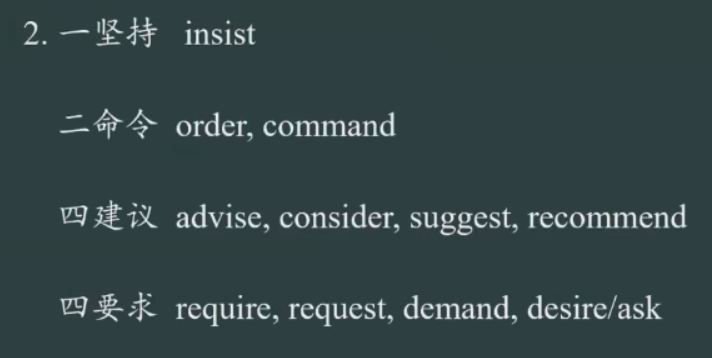 2. 一坚持 insist
二命令 order, command
四建议 advise, consider, suggest, recommend
四要求 require, request, demand, desire/ask